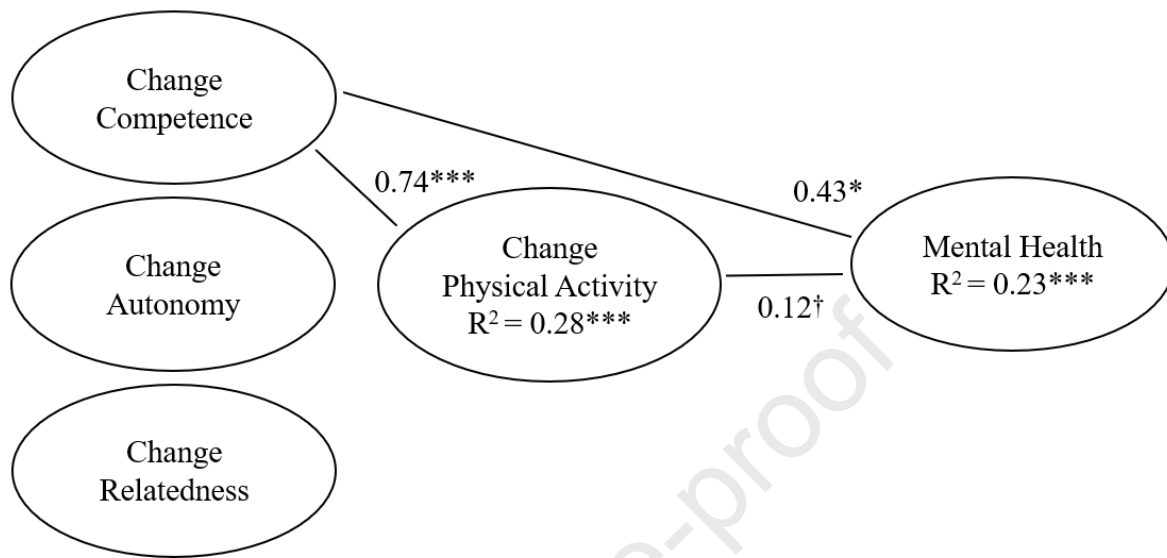 Change
Competence
0.74***
0.43*
Change
Autonomy
Change
Physical Activity
R² = 0.28***
0.12†
Mental Health
R² = 0.23***
Change
Relatedness
e-proof